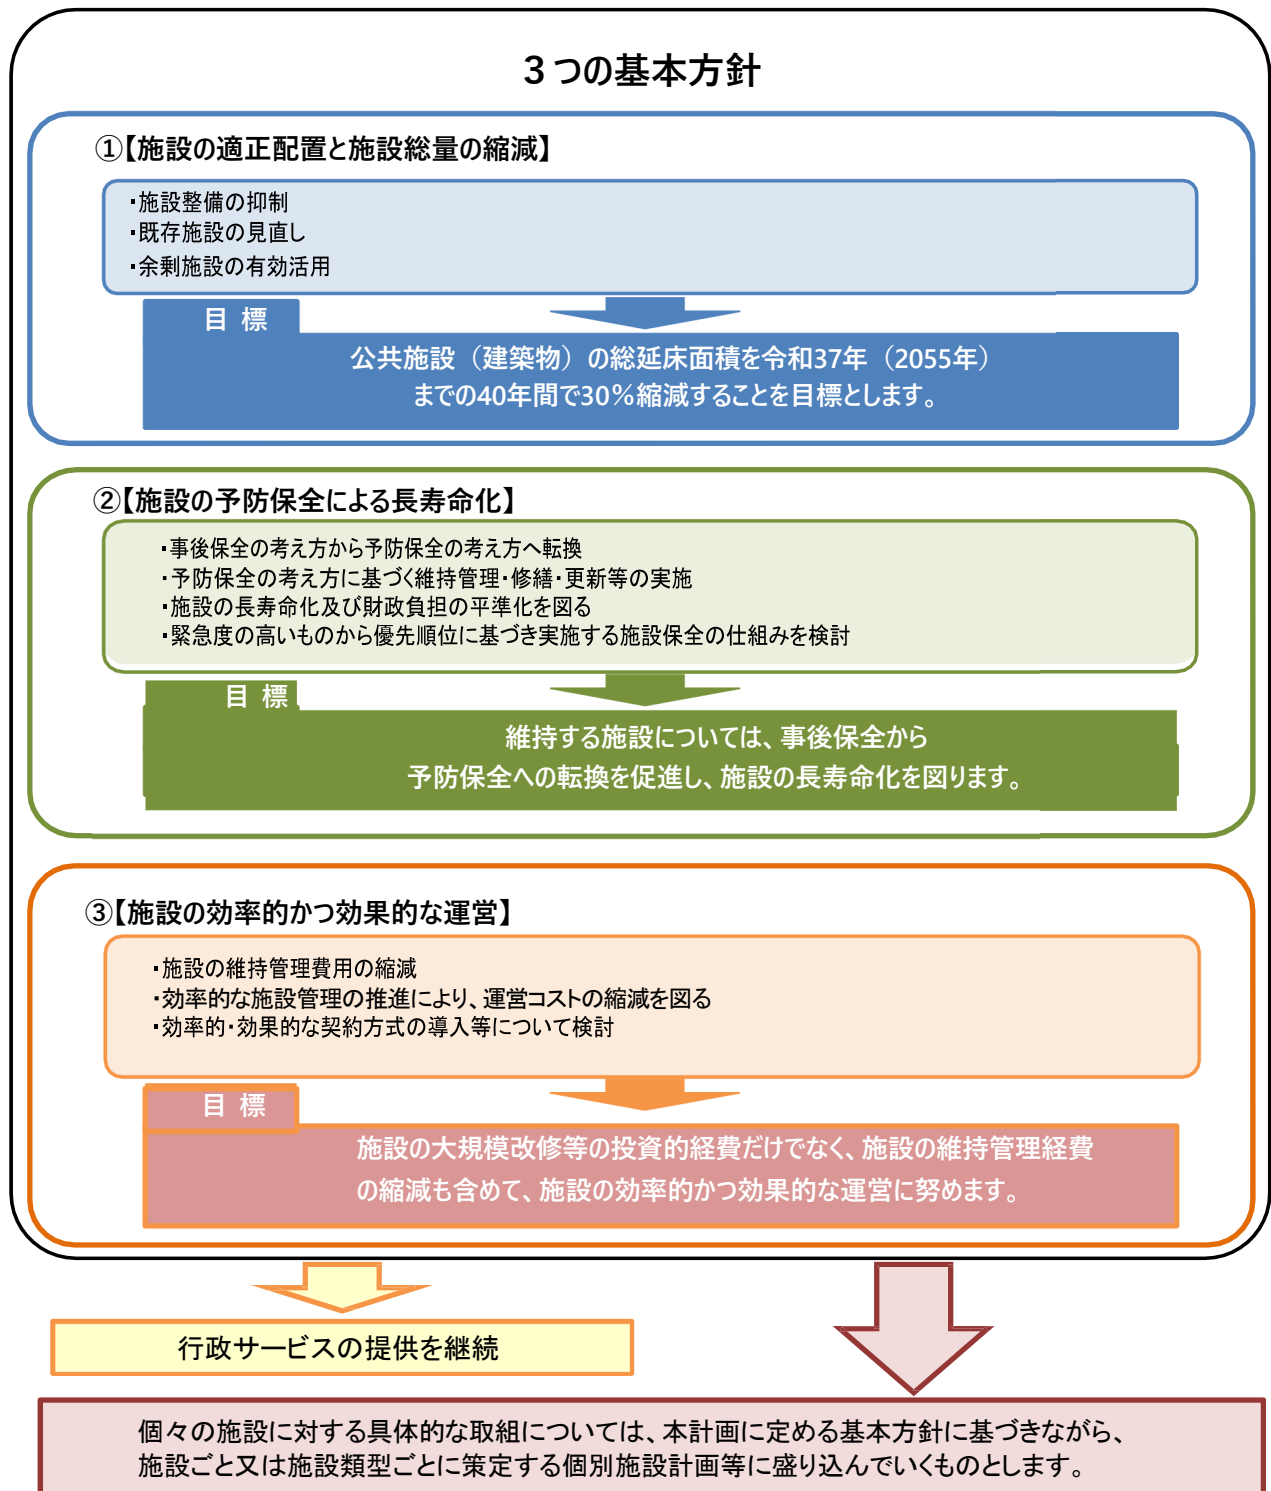 3つの基本方針
①【施設の適正配置と施設総量の縮減】
・施設整備の抑制
・既存施設の見直し
・余剰施設の有効活用
目 標
公共施設（建築物）の総延床面積を令和37年（2055年）
までの40年間で30％縮減することを目標とします。
②【施設の予防保全による長寿命化】
・事後保全の考え方から予防保全の考え方へ転換
・予防保全の考え方に基づく維持管理・修繕・更新等の実施
・施設の長寿命化及び財政負担の平準化を図る
・緊急度の高いものから優先順位に基づき実施する施設保全の仕組みを検討
目 標
維持する施設については、事後保全から
予防保全への転換を促進し、施設の長寿命化を図ります。
③【施設の効率的かつ効果的な運営】
・施設の維持管理費用の縮減
・効率的な施設管理の推進により、運営コストの縮減を図る
・効率的・効果的な契約方式の導入等について検討
目 標
施設の大規模改修等の投資的経費だけでなく、施設の維持管理経費
の縮減も含めて、施設の効率的かつ効果的な運営に努めます。
行政サービスの提供を継続
個々の施設に対する具体的な取組については、本計画に定める基本方針に基づきながら、
施設ごと又は施設類型ごとに策定する個別施設計画等に盛り込んでいくものとします。